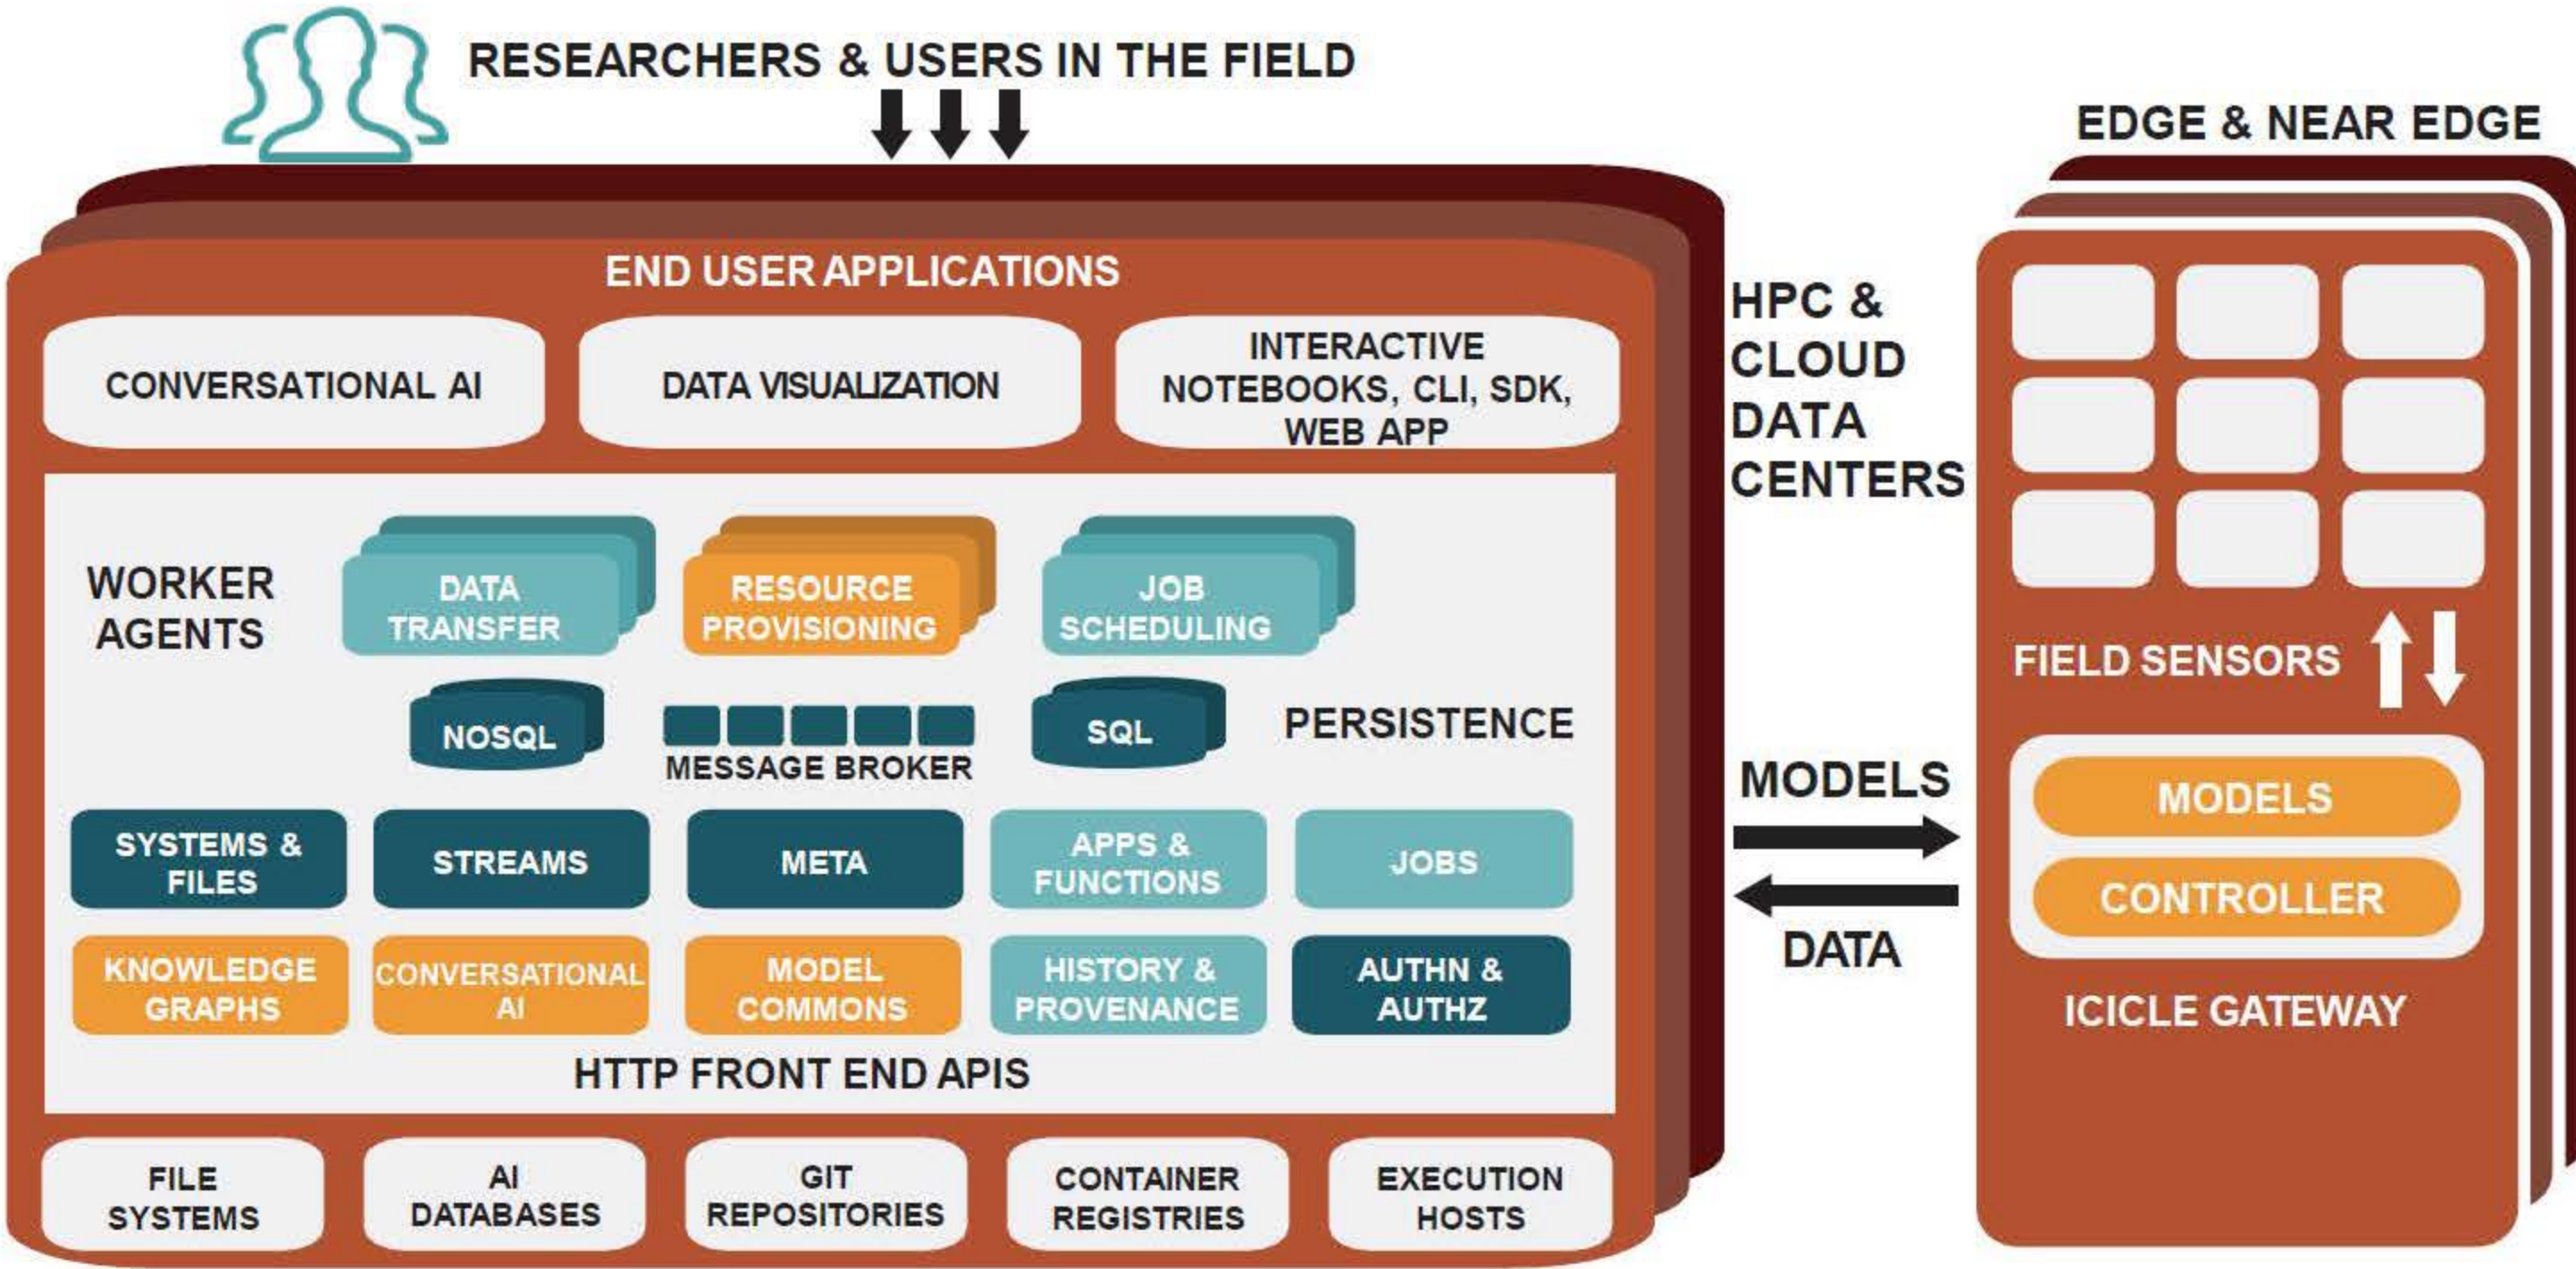 RESEARCHERS & USERS IN THE FIELD
EDGE & NEAR EDGE
END USER APPLICATIONS
CONVERSATIONAL AI
DATA VISUALIZATION
INTERACTIVE
NOTEBOOKS, CLI, SDK,
WEB APP
HPC &
CLOUD
DATA
CENTERS
WORKER
AGENTS
DATA
TRANSFER
RESOURCE
PROVISIONING
JOB
SCHEDULING
NOSQL
MESSAGE BROKER
SQL
PERSISTENCE
SYSTEMS &
FILES
STREAMS
META
APPS &
FUNCTIONS
JOBS
KNOWLEDGE
GRAPHS
CONVERSATIONAL
AI
MODEL
COMMONS
HISTORY &
PROVENANCE
AUTHN &
AUTHZ
HTTP FRONT END APIS
FILE
SYSTEMS
AI
DATABASES
GIT
REPOSITORIES
CONTAINER
REGISTRIES
EXECUTION
HOSTS
MODELS
DATA
FIELD SENSORS
MODELS
CONTROLLER
ICICLE GATEWAY